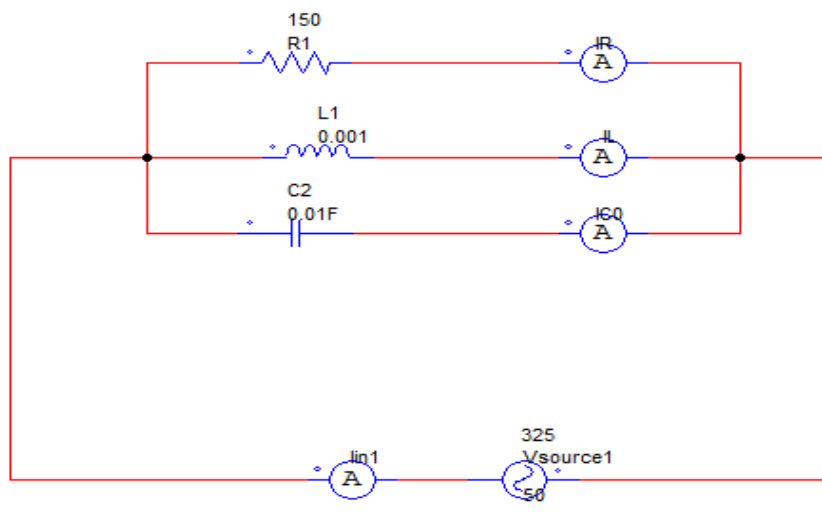 150
R1
IR
A
L1
0.001
IL
A
C2
0.01F
IC0
A
325
Iin1
Vsource1
A
50